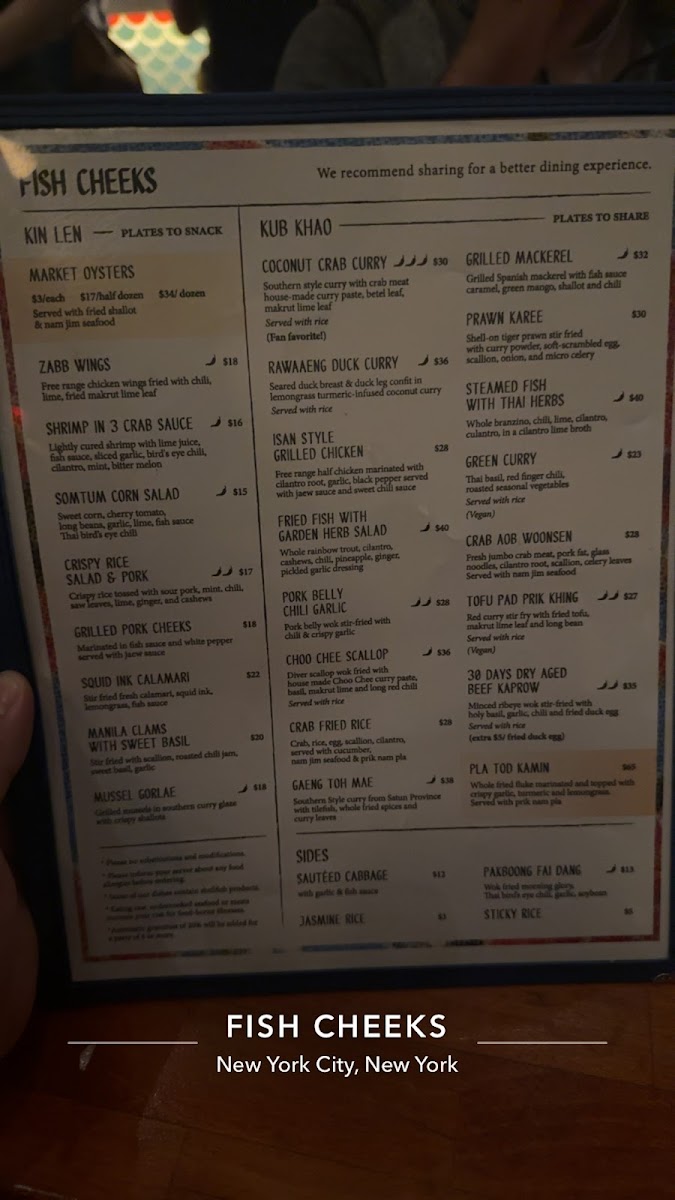 FISH CHEEKS
We recommend sharing for a better dining experience.
KIN LEN — PLATES TO SNACK
MARKET OYSTERS
$3/each $17/half dozen $34/ dozen
Served with fried shallot
& nam jim seafood
ZABB WINGS $18
Free range chicken wings fried with chili,
lime, fried makrut lime leaf
SHRIMP IN 3 CRAB SAUCE $16
Lightly cured shrimp with lime juice,
fish sauce, sliced garlic, bird's eye chili,
cilantro, mint, bitter melon
SOMTUM CORN SALAD $15
Sweet corn, cherry tomato,
long beans, garlic, lime, fish sauce
Thai bird's eye chili
CRISPY RICE
SALAD & PORK $17
Crispy rice tossed with sour pork, mint, chili,
saw leaves, lime, ginger, and cashews
GRILLED PORK CHEEKS $18
Marinated in fish sauce and white pepper
served with jaew sauce
SQUID INK CALAMARI $22
Stir fried fresh calamari, squid ink,
lemongrass, fish sauce
MANILA CLAMS
WITH SWEET BASIL $20
Stir fried with scallion, roasted chili jam,
sweet basil, garlic
MUSSEL GORLAE $18
Grilled mussels in southern curry glaze
with crispy shallots
* Please no substitutions and modifications.
* Please inform your server about any food
allergies before ordering.
* Some of our dishes contain shellfish products.
KUB KHAO — PLATES TO SHARE
COCONUT CRAB CURRY $30
Southern style curry with crab meat
house-made curry paste, betel leaf,
makrut lime leaf
Served with rice
(Fan favorite!)
RAWAAENG DUCK CURRY $36
Seared duck breast & duck leg confit in
lemongrass turmeric-infused coconut curry
Served with rice
ISAN STYLE
GRILLED CHICKEN $28
Free range half chicken marinated with
cilantro root, garlic, black pepper served
with jaew sauce and sweet chili sauce
FRIED FISH WITH
GARDEN HERB SALAD $40
Whole rainbow trout, cilantro,
cashews, chili, pineapple, ginger,
pickled garlic dressing
PORK BELLY
CHILI GARLIC $28
Pork belly wok stir-fried with
chili & crispy garlic
CHOO CHEE SCALLOP $36
Diver scallop wok fried with
house made Choo Chee curry paste,
basil, makrut lime and long red chili
Served with rice
CRAB FRIED RICE $29
Crab, rice, egg, scallion, cilantro,
served with cucumber,
nam jim seafood & prik nam pla
GAENG TOH MAE $38
Southern Style curry from Satun Province
with tilefish, whole fried spices and
curry leaves
GRILLED MACKEREL $32
Grilled Spanish mackerel with fish sauce
caramel, green mango, shallot and chili
PRAWN KAREE $30
Shell-on tiger prawn stir fried
with curry powder, soft-scrambled egg,
scallion, onion, and micro celery
STEAMED FISH
WITH THAI HERBS $40
Whole branzino, chili, lime, cilantro,
culantro, in a cilantro lime broth
GREEN CURRY $23
Thai basil, red finger chili,
roasted seasonal vegetables
Served with rice
(Vegan)
CRAB AOB WOONSEN $28
Fresh jumbo crab meat, pork fat, glass
noodles, cilantro root, scallion, celery leaves
Served with nam jim seafood
TOFU PAD PRIK KHING $27
Red curry stir fry with fried tofu,
makrut lime leaf and long bean
Served with rice
(Vegan)
30 DAYS DRY AGED
BEEF KAPROW $35
Minced ribeye wok stir-fried with
holy basil, garlic, chili and fried duck egg
Served with rice
(extra $5/ fried duck egg)
PLA TOD KAMIN $65
Whole fried fluke marinated and topped with
crispy garlic, turmeric and lemongrass.
Served with prik nam pla
SIDES
SAUTÉED CABBAGE $13
with garlic & fish sauce
JASMINE RICE $3
PAKBOONG FAI DANG $13
Wok fried morning glory,
Thai bird's eye chili, garlic, soybean
STICKY RICE $5
FISH CHEEKS
New York City, New York